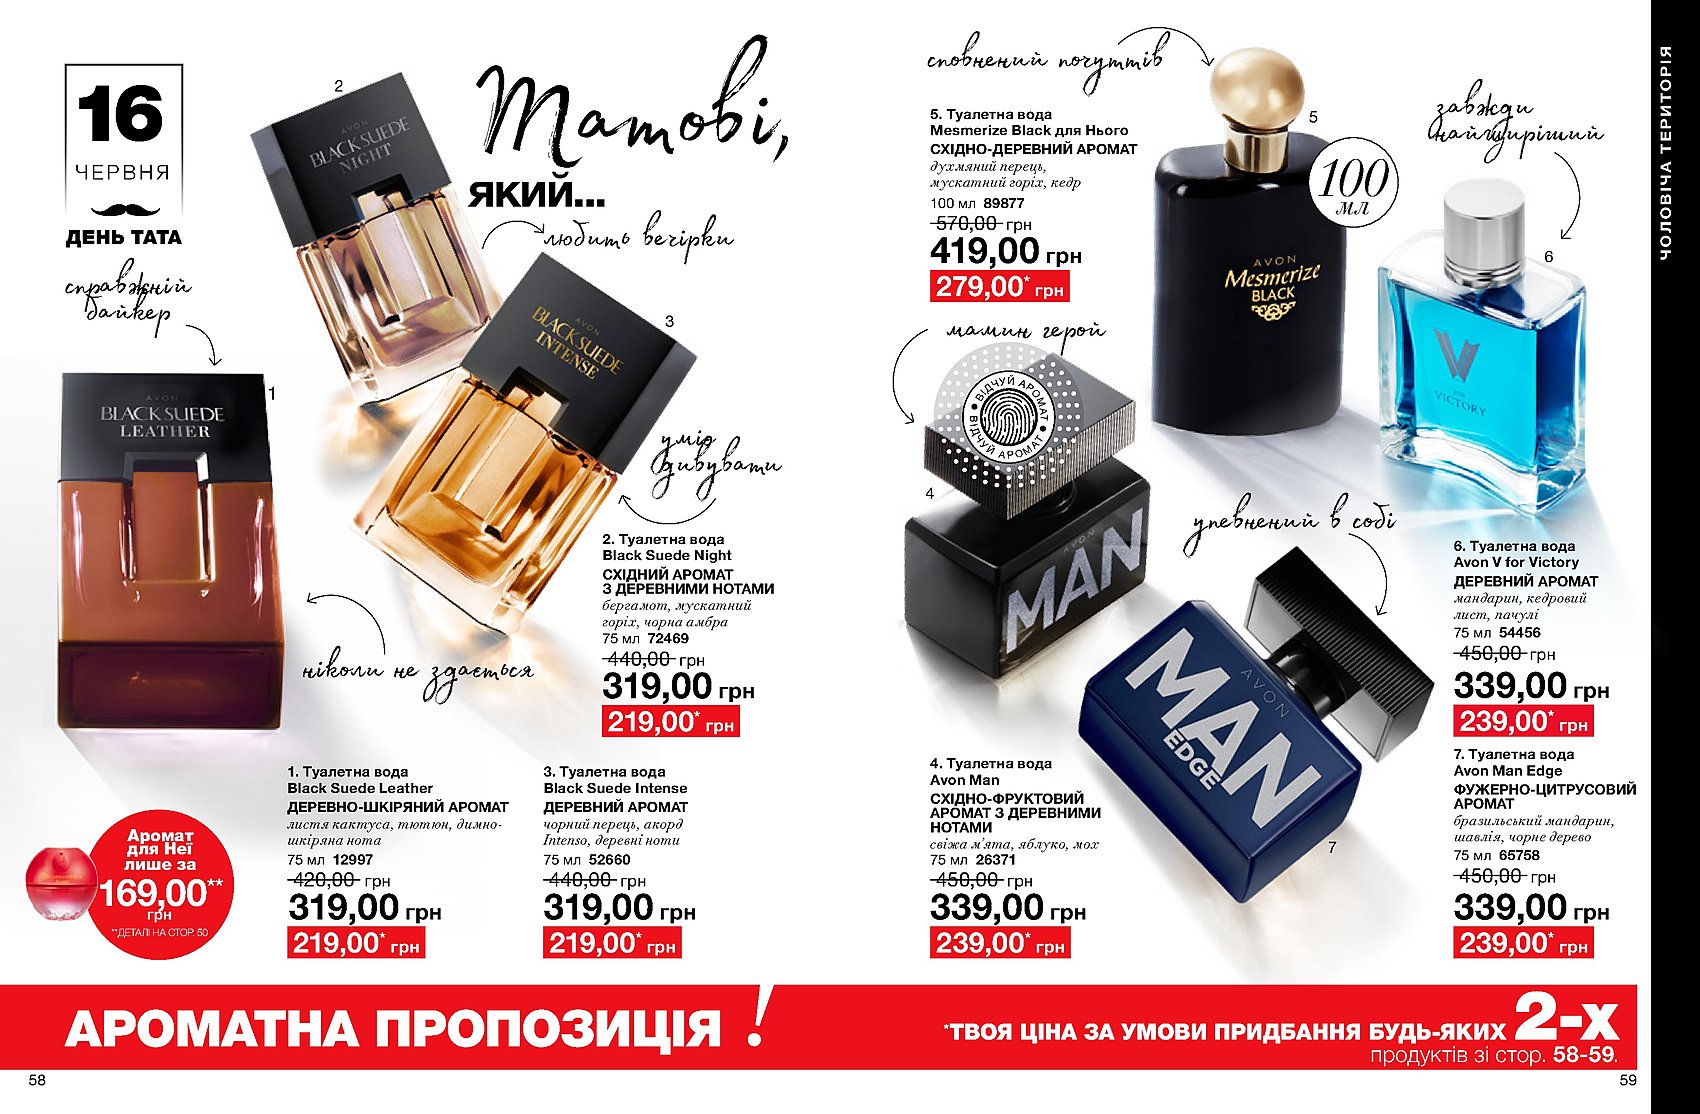 16
ЧЕРВНЯ
ДЕНЬ ТАТА
Татові,
ЯКИЙ...
любить вечірки
справжній
байкер
2
3
1
AVON
BLACK SUEDE
NIGHT
AVON
BLACK SUEDE
INTENSE
AVON
BLACK SUEDE
LEATHER
уміє
дивувати
ніколи не здається
2. Туалетна вода
Black Suede Night
СХІДНИЙ АРОМАТ
З ДЕРЕВНИМИ НОТАМИ
бергамот, мускатний
горіх, чорна амбра
75 мл 72469
440,00 грн
319,00 грн
219,00* грн
1. Туалетна вода
Black Suede Leather
ДЕРЕВНО-ШКІРЯНИЙ АРОМАТ
листя кактуса, тютюн, димно-
шкіряна нота
75 мл 12997
420,00 грн
319,00 грн
219,00* грн
3. Туалетна вода
Black Suede Intense
ДЕРЕВНИЙ АРОМАТ
чорний перець, акорд
Intenso, деревні ноти
75 мл 52660
440,00 грн
319,00 грн
219,00* грн
Аромат
для Неї
лише за
169,00**
грн
**ДЕТАЛІ НА СТОР. 50
сповнений почуттів
5. Туалетна вода
Mesmerize Black для Нього
СХІДНО-ДЕРЕВНИЙ АРОМАТ
духмяний перець,
мускатний горіх, кедр
100 мл 89877
570,00 грн
419,00 грн
279,00* грн
5
100
МЛ
AVON
Mesmerize
BLACK
завжди
найщиріший
6
V
FOR
VICTORY
ЧОЛОВІЧА ТЕРИТОРІЯ
мамин герой
ВІДЧУЙ АРОМАТ
ВІДЧУЙ АРОМАТ
4
AVON
MAN
упевнений в собі
AVON
MAN
EDGE
7
6. Туалетна вода
Avon V for Victory
ДЕРЕВНИЙ АРОМАТ
мандарин, кедровий
лист, пачулі
75 мл 54456
450,00 грн
339,00 грн
239,00* грн
4. Туалетна вода
Avon Man
СХІДНО-ФРУКТОВИЙ
АРОМАТ З ДЕРЕВНИМИ
НОТАМИ
свіжа м'ята, яблуко, мох
75 мл 26371
450,00 грн
339,00 грн
239,00* грн
7. Туалетна вода
Avon Man Edge
ФУЖЕРНО-ЦИТРУСОВИЙ
АРОМАТ
бразильський мандарин,
шавлія, чорне дерево
75 мл 65758
450,00 грн
339,00 грн
239,00* грн
АРОМАТНА ПРОПОЗИЦІЯ!
*ТВОЯ ЦІНА ЗА УМОВИ ПРИДБАННЯ БУДЬ-ЯКИХ 2-х
продуктів зі стор. 58-59.
58
59